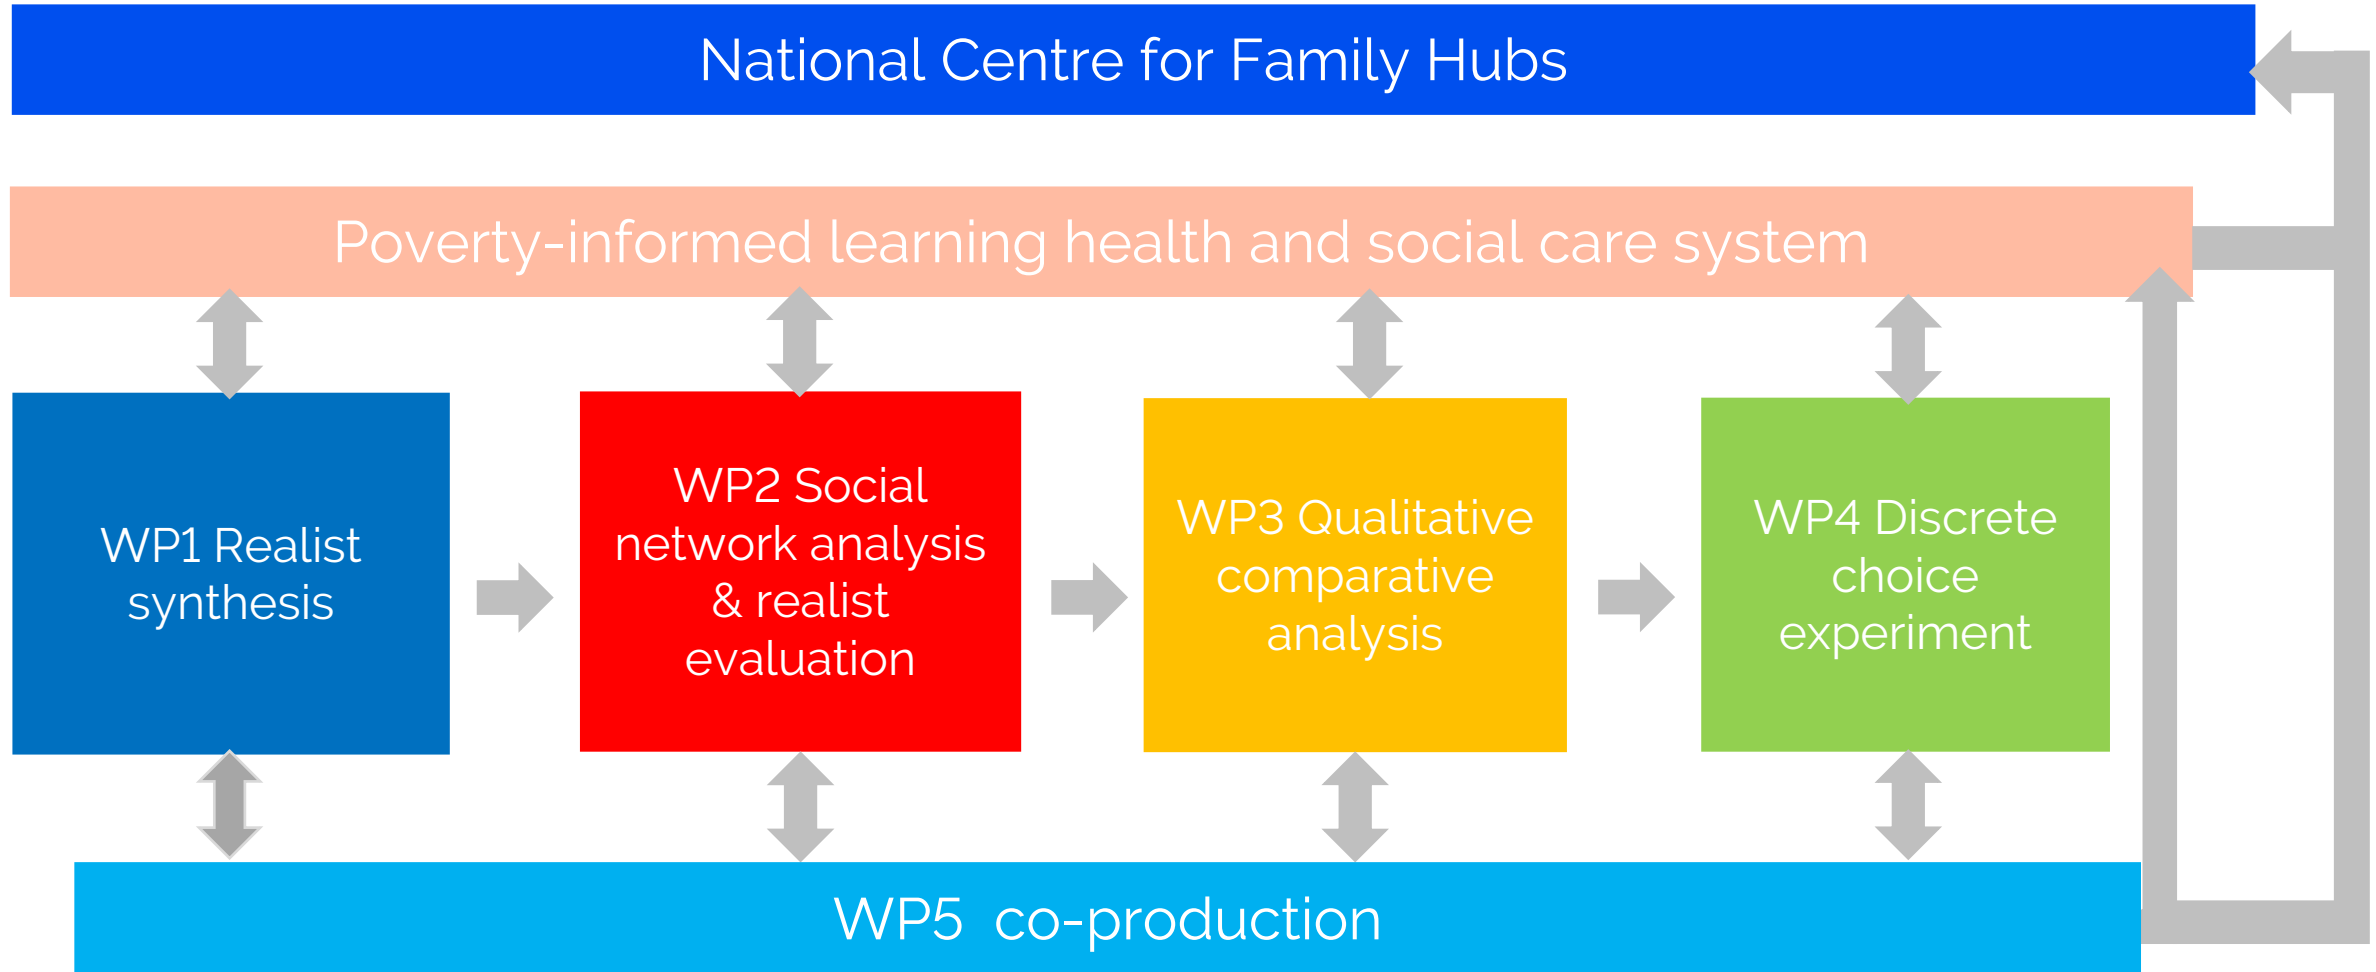 National Centre for Family Hubs
Poverty-informed learning health and social care system
WP1 Realist
synthesis
WP2 Social
network analysis
& realist
evaluation
WP3 Qualitative
comparative
analysis
WP4 Discrete
choice
experiment
WP5  co-production